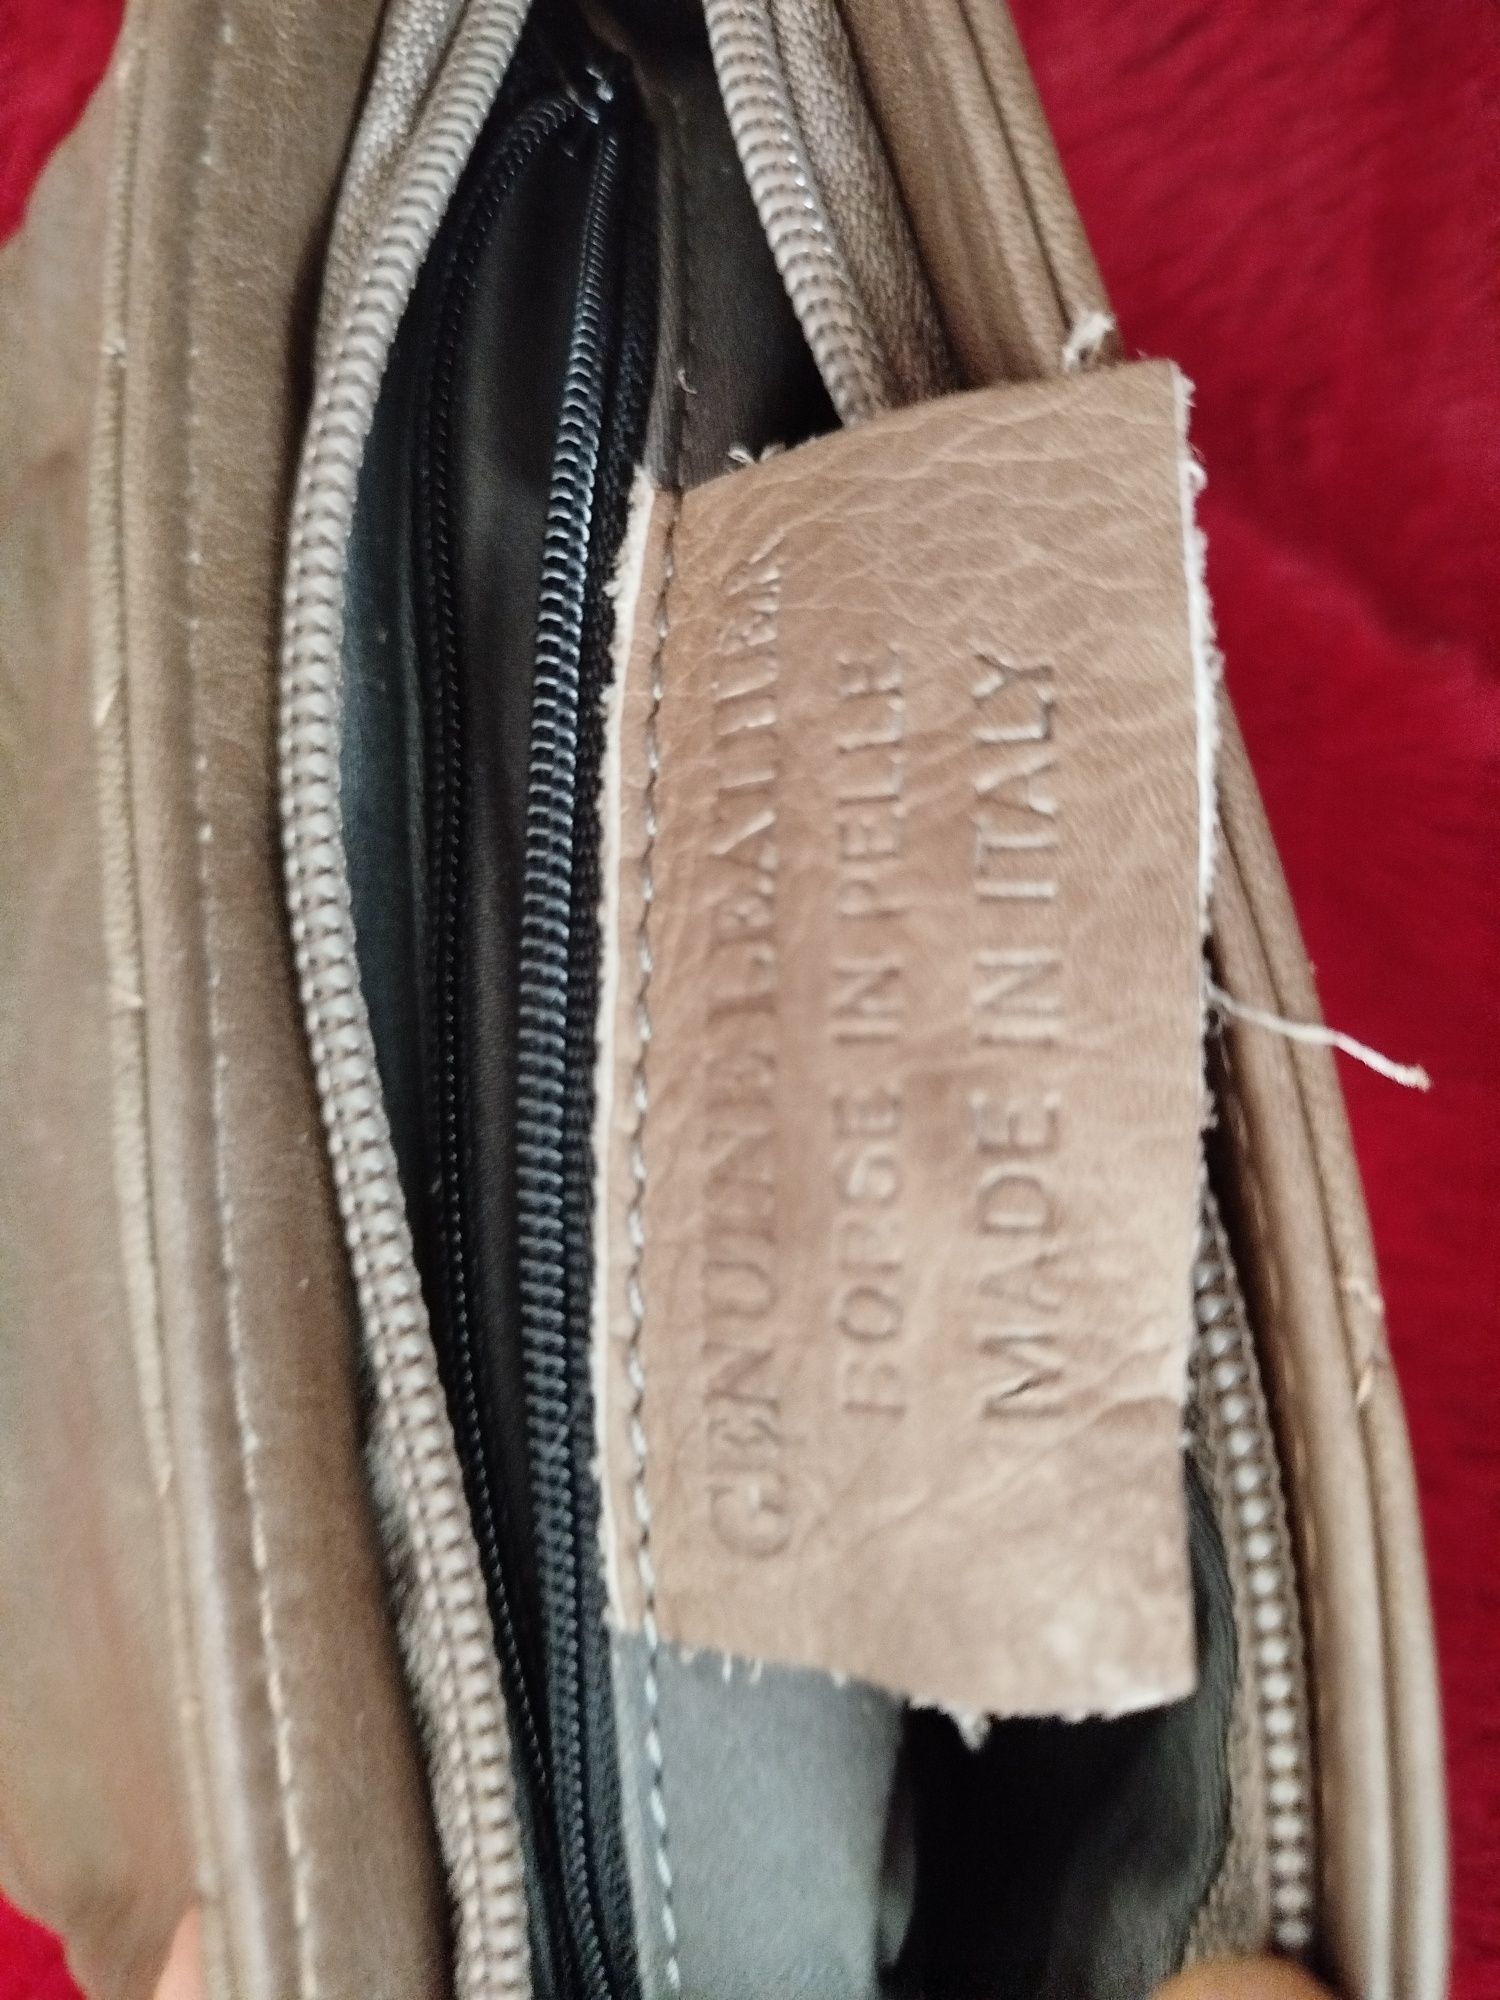 GENUINE LEATHER
BORSE IN PELLE
MADE IN ITALY